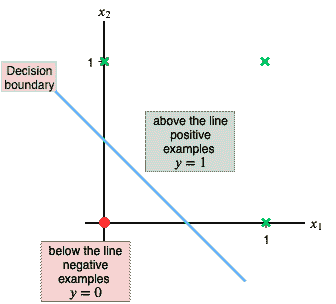 x₂
1
Decision
boundary
above the line
positive
examples
y = 1
x₁
1
below the line
negative
examples
y = 0